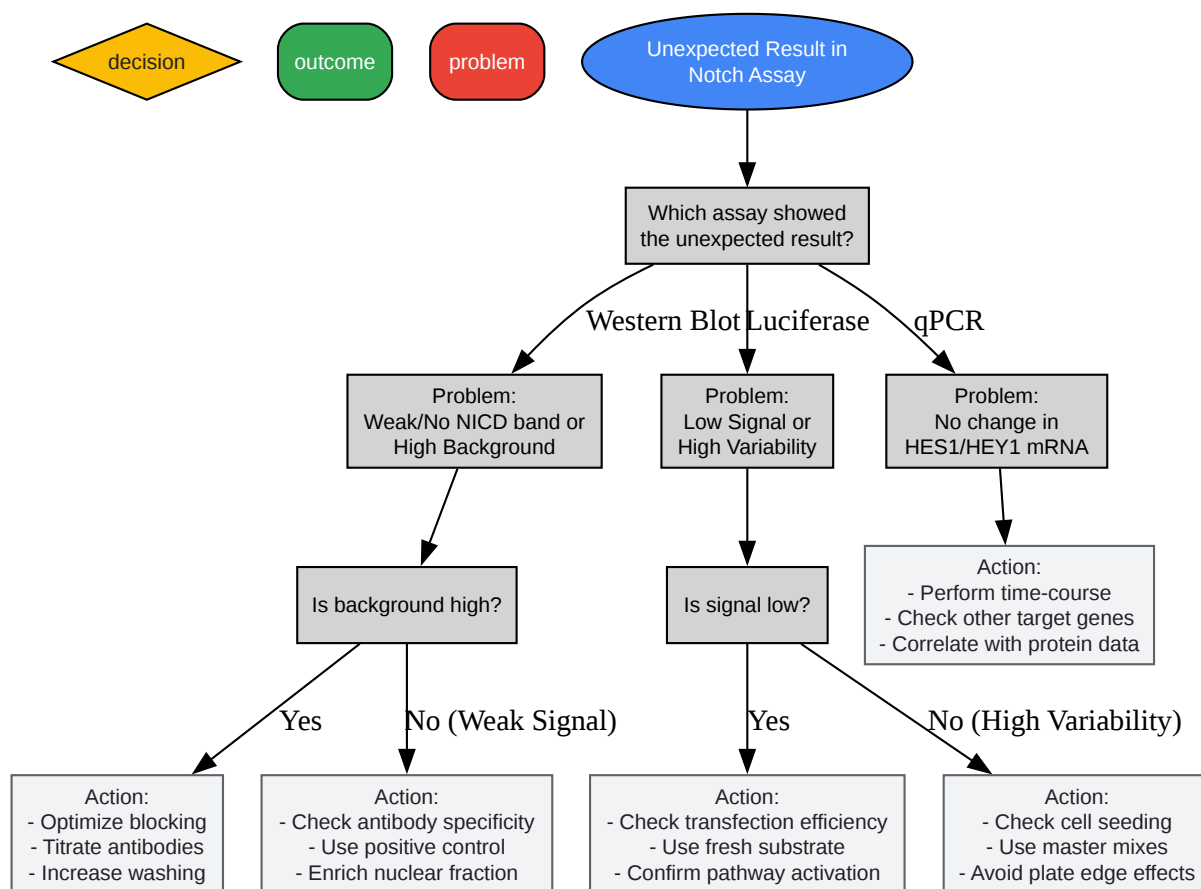 decision
outcome
problem
Unexpected Result in
Notch Assay
Which assay showed
the unexpected result?
Western Blot
Luciferase
qPCR
Problem:
Weak/No NICD band or
High Background
Problem:
Low Signal or
High Variability
Problem:
No change in
HES1/HEY1 mRNA
Is background high?
Is signal low?
Action:
- Perform time-course
- Check other target genes
- Correlate with protein data
Yes
No (Weak Signal)
Yes
No (High Variability)
Action:
- Optimize blocking
- Titrate antibodies
- Increase washing
Action:
- Check antibody specificity
- Use positive control
- Enrich nuclear fraction
Action:
- Check transfection efficiency
- Use fresh substrate
- Confirm pathway activation
Action:
- Check cell seeding
- Use master mixes
- Avoid plate edge effects